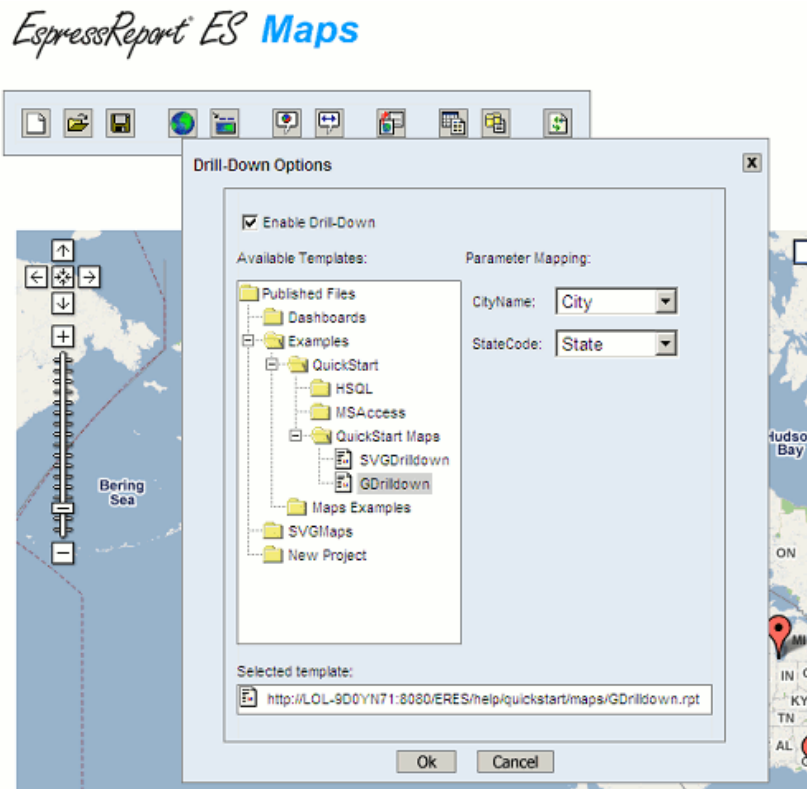 EspressReport ES Maps
Drill-Down Options
Enable Drill-Down
Available Templates:
Parameter Mapping:
Published Files
Dashboards
Examples
QuickStart
HSQL
MSAccess
QuickStart Maps
SVGDrilldown
GDrilldown
Maps Examples
SVGMaps
New Project
CityName: City
StateCode: State
Selected template:
http://LOL-9D0YN71:8080/ERES/help/quickstart/maps/GDrilldown.rpt
Ok
Cancel
Bering
Sea
Bay
ON
MI
IN
KY
TN
AL